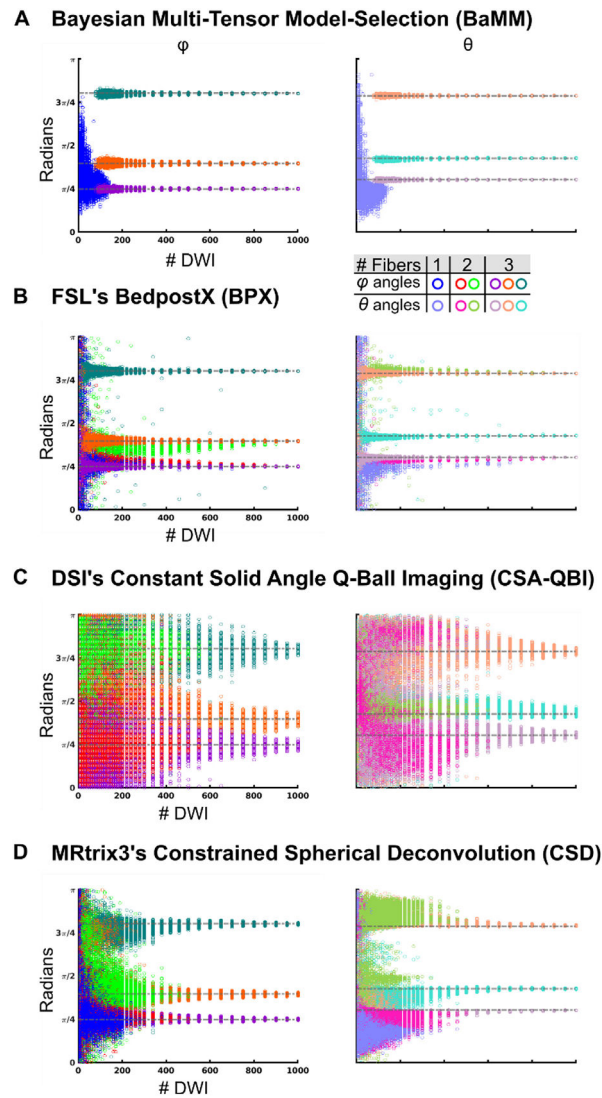 A Bayesian Multi-Tensor Model-Selection (BaMM)
φ θ
π
3π/4
π/2
π/4
0
Radians
0 200 400 600 800 1000
# DWI
# Fibers 1 2 3
φ angles
θ angles
B FSL's BedpostX (BPX)
π
3π/4
π/2
π/4
0
Radians
0 200 400 600 800 1000
# DWI
C DSI's Constant Solid Angle Q-Ball Imaging (CSA-QBI)
π
3π/4
π/2
π/4
0
Radians
0 200 400 600 800 1000
# DWI
D MRtrix3's Constrained Spherical Deconvolution (CSD)
π
3π/4
π/2
π/4
0
Radians
0 200 400 600 800 1000
# DWI